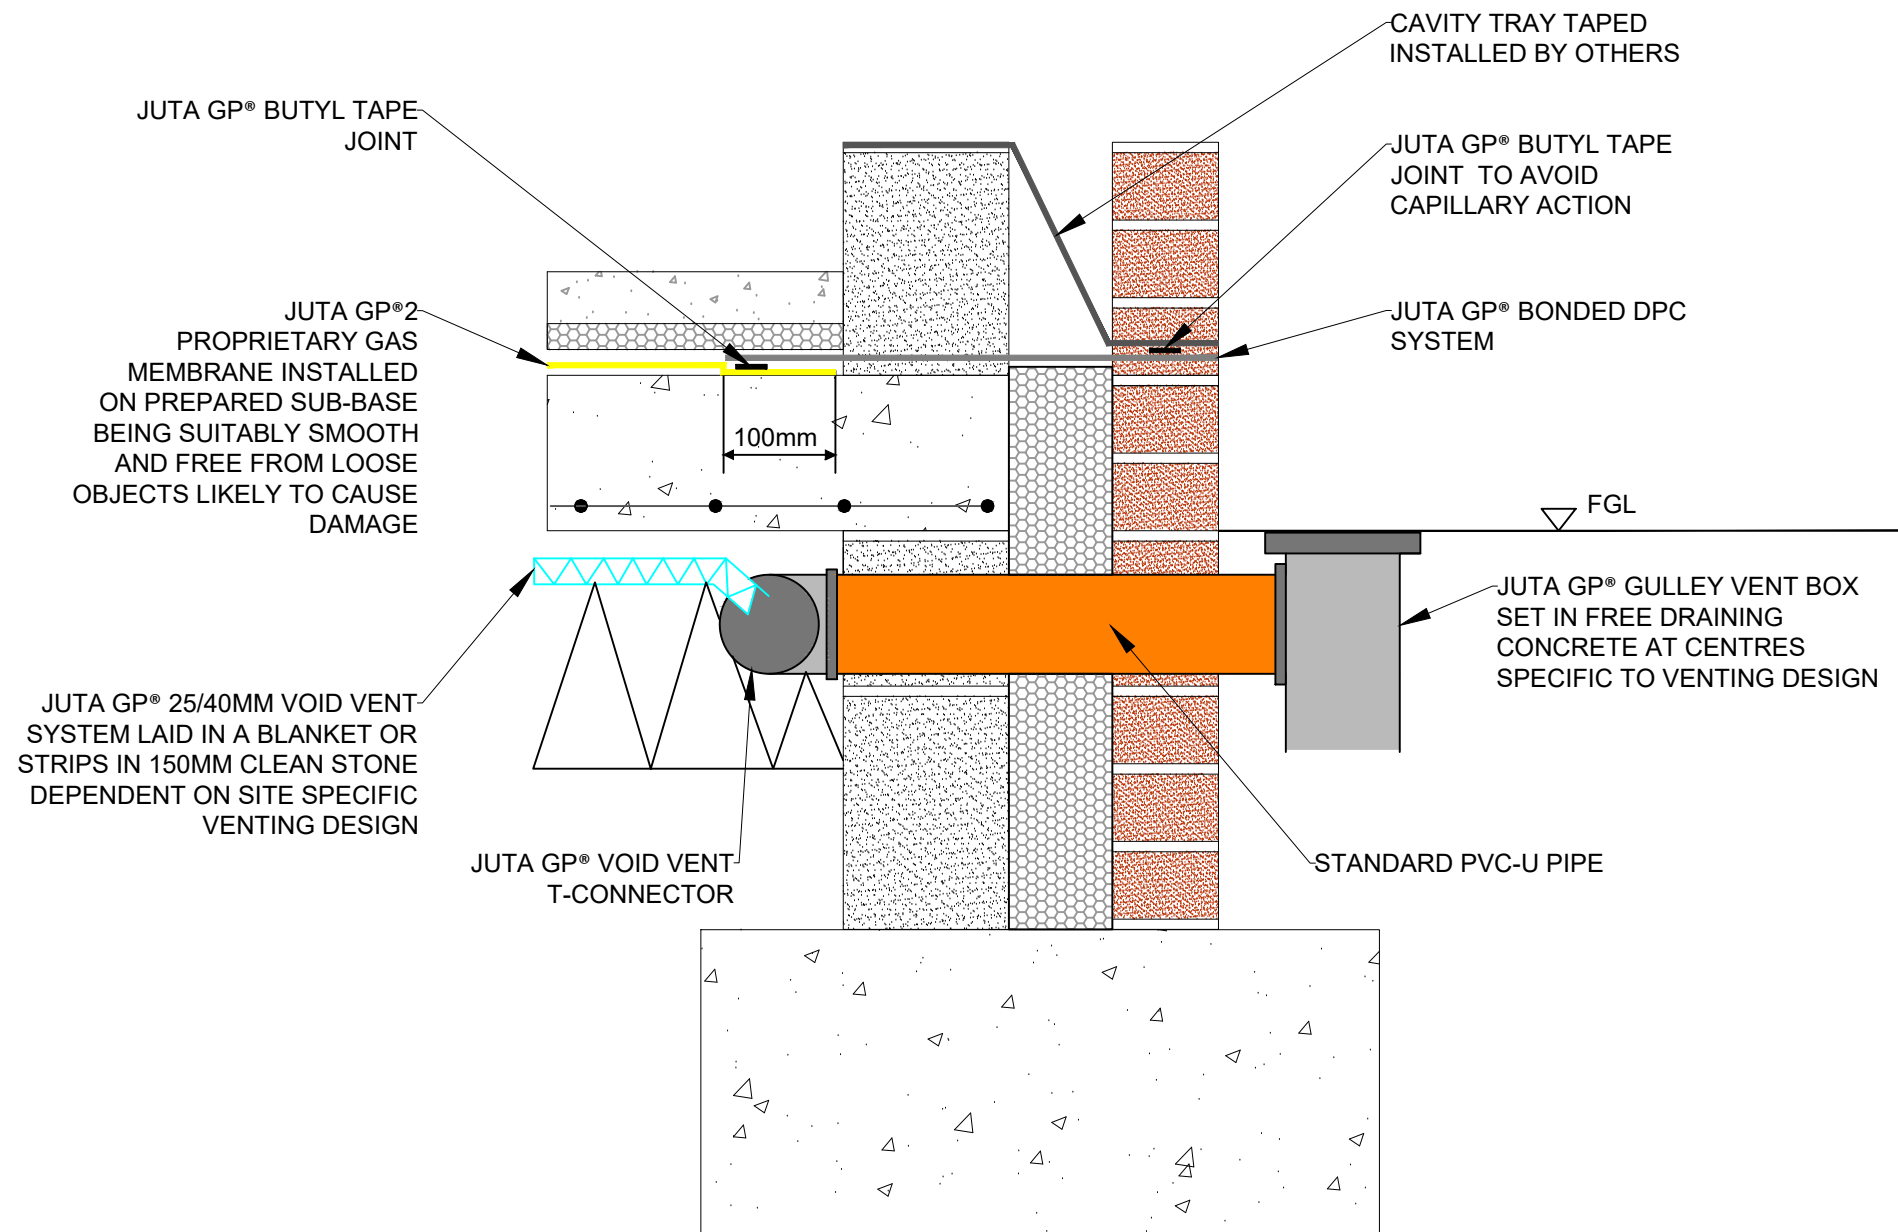 CAVITY TRAY TAPED
INSTALLED BY OTHERS
JUTA GP® BUTYL TAPE
JOINT
JUTA GP® BUTYL TAPE
JOINT TO AVOID
CAPILLARY ACTION
JUTA GP®2
PROPRIETARY GAS
MEMBRANE INSTALLED
ON PREPARED SUB-BASE
BEING SUITABLY SMOOTH
AND FREE FROM LOOSE
OBJECTS LIKELY TO CAUSE
DAMAGE
JUTA GP® BONDED DPC
SYSTEM
100mm
FGL
JUTA GP® GULLEY VENT BOX
SET IN FREE DRAINING
CONCRETE AT CENTRES
SPECIFIC TO VENTING DESIGN
JUTA GP® 25/40MM VOID VENT
SYSTEM LAID IN A BLANKET OR
STRIPS IN 150MM CLEAN STONE
DEPENDENT ON SITE SPECIFIC
VENTING DESIGN
JUTA GP® VOID VENT
T-CONNECTOR
STANDARD PVC-U PIPE